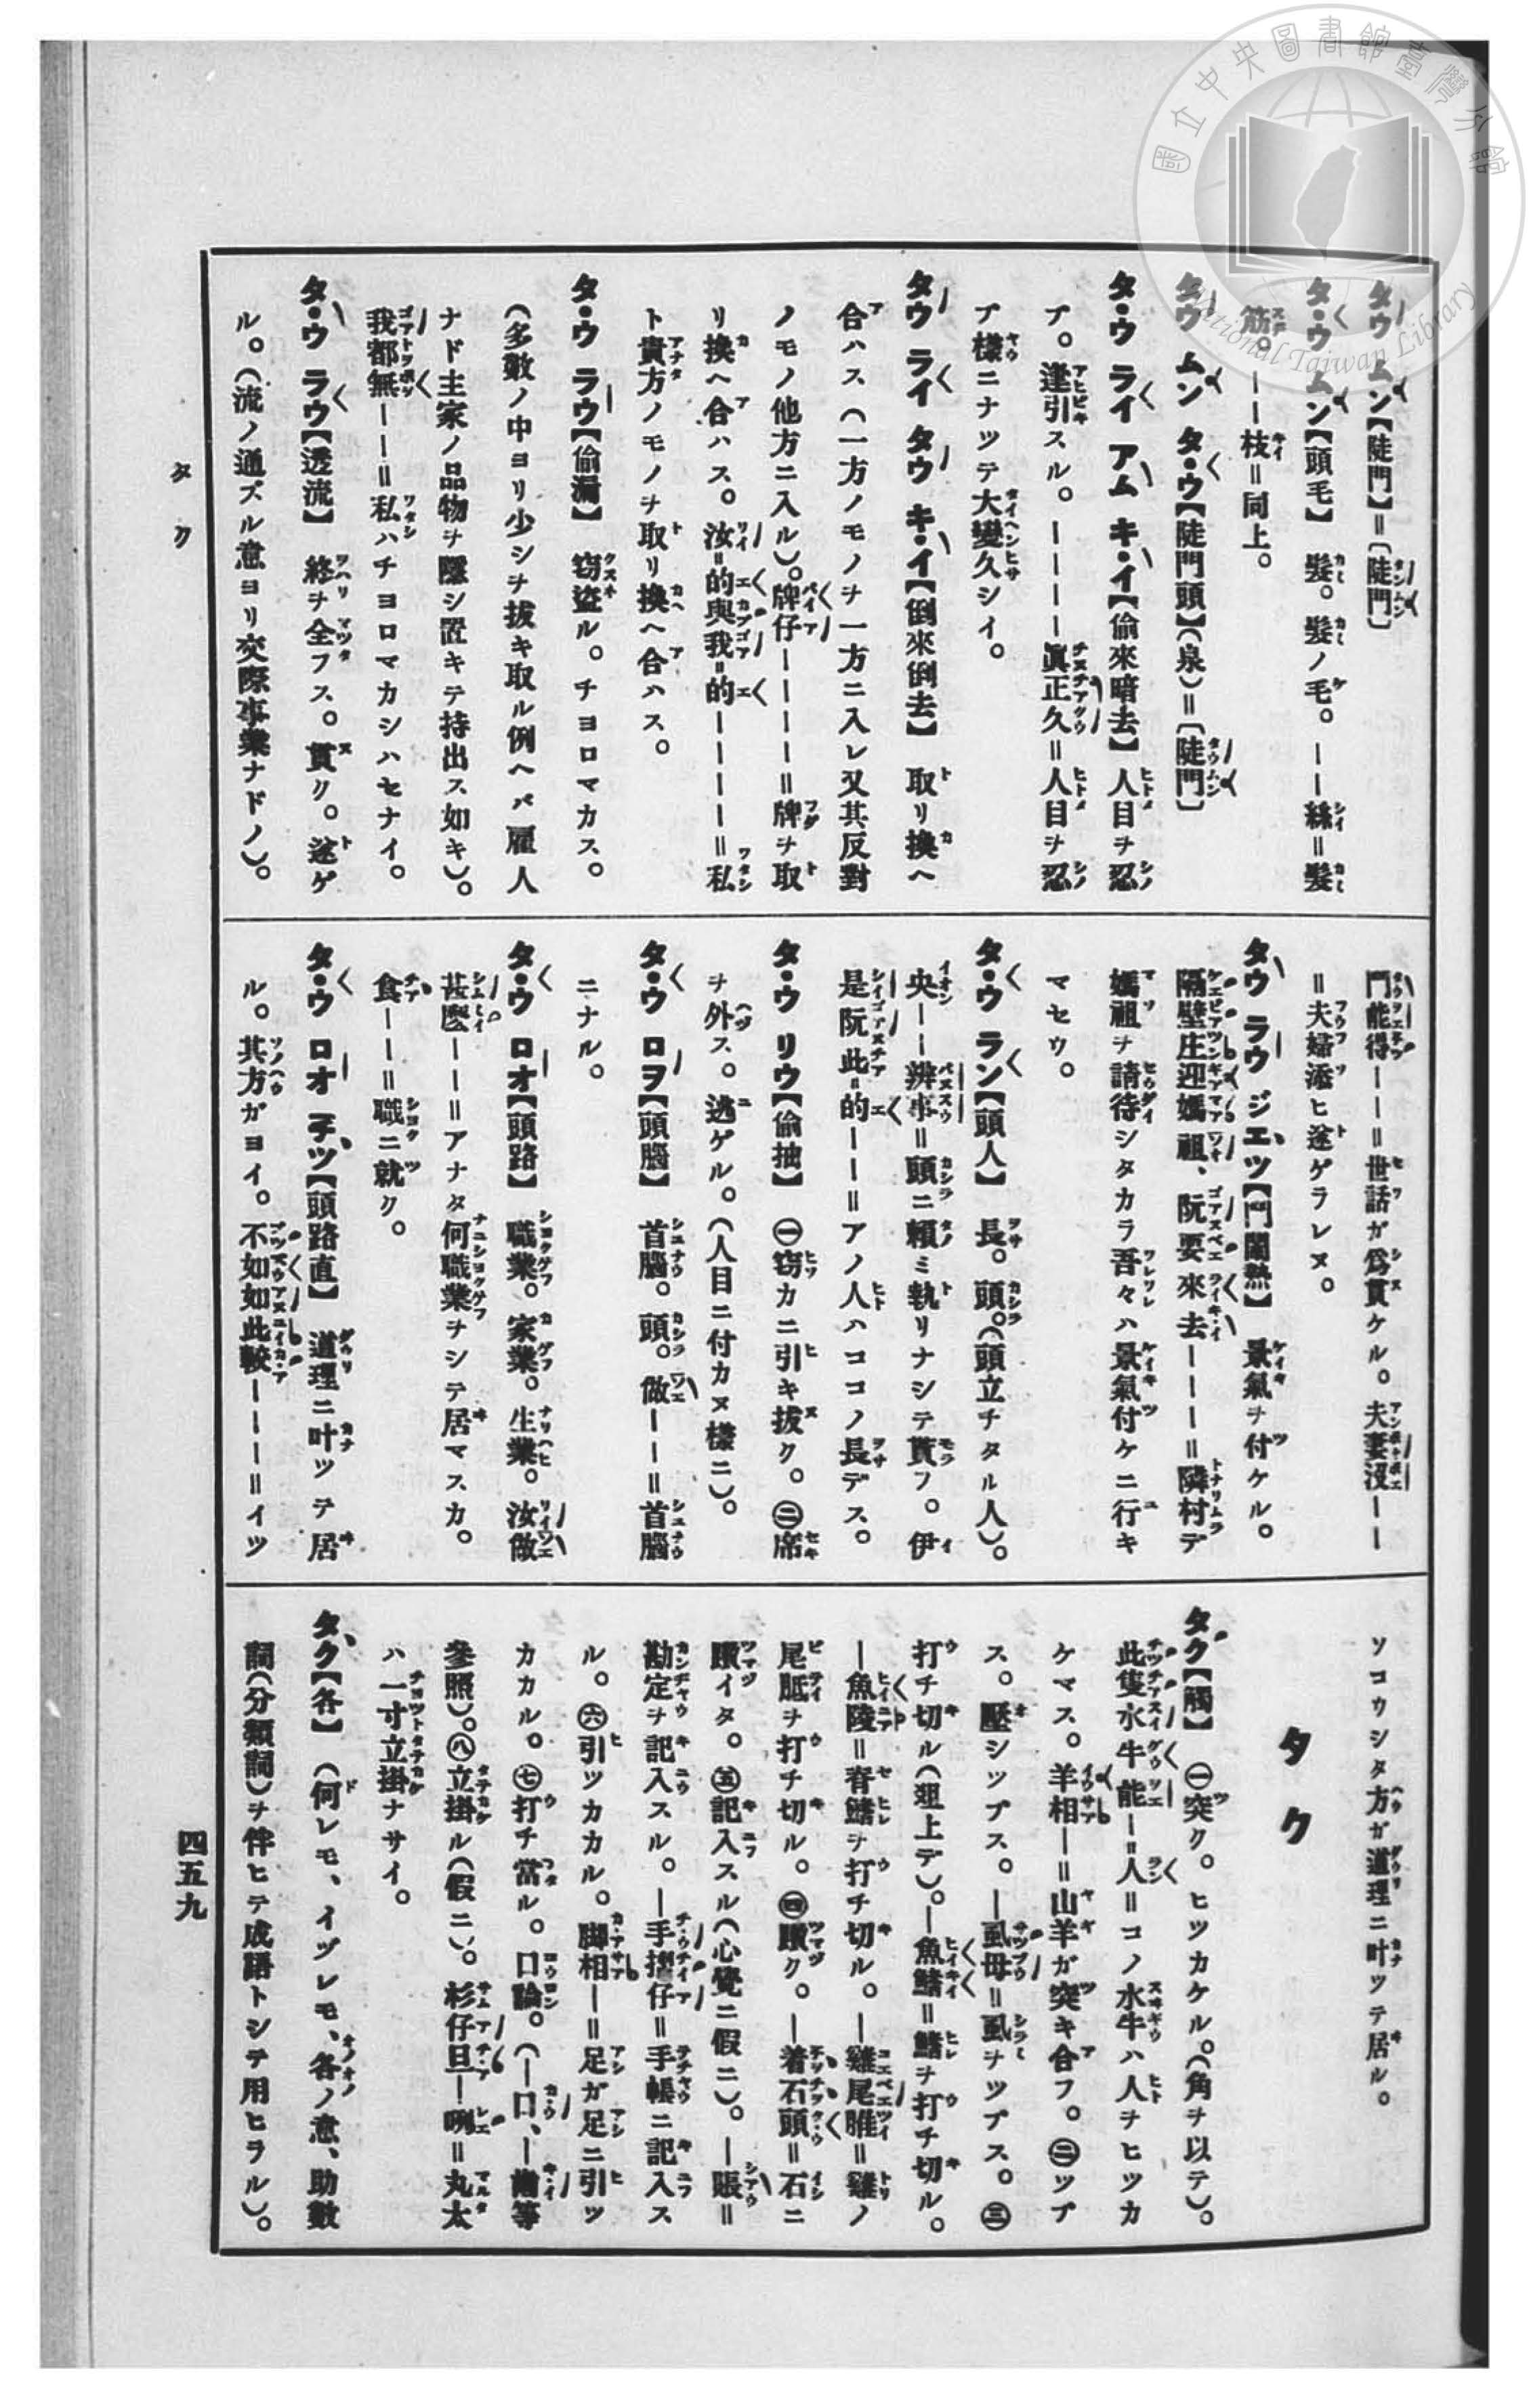 タウ ムン【陡門】=〔陡門〕
タ・ウ ムン【頭毛】 髮。髮ノ毛。――絲=髮
筋。――枝=同上。
タウ ムン タ・ウ【陡門頭】(泉)=〔陡門〕
タ・ウ ライ アム キ・イ【偷來暗去】 人目ヲ忍
ブ。逢引スル。――――眞正久=人目ヲ忍
ブ樣ニナツテ大變久シイ。
タウ ライ タウ キ・イ【倒來倒去】 取リ換ヘ
合ハス(一方ノモノヲ一方ニ入レ又其反對
ノモノ他方ニ入ル)。牌仔――――=牌ヲ取
リ換ヘ合ハス。汝=的與我=的――――=私
ト貴方ノモノヲ取リ換ヘ合ハス。
タ・ウ ラウ【偷漏】 窃盜ル。チヨロマカス。
(多數ノ中ヨリ少シヲ拔キ取ル例ヘバ雇人
ナド主家ノ品物ヲ隱シ置キテ持出ス如キ)。
我都無――=私ハチヨロマカシハセナイ。
タ・ウ ラウ【透流】 終ヲ全フス。貫ク。遂ゲ
ル。(流ノ通ズル意ヨリ交際事業ナドノ)。
門能得――=世話ガ爲貫ケル。夫妻沒――
=夫婦添ヒ遂ゲラレヌ。
タウ ラウ ジエツ【鬥鬧熱】 景氣ヲ付ケル。
隔壁庄迎媽祖、阮要來去―――=隣村デ
媽祖ヲ請待シタカラ吾々ハ景氣付ケニ行キ
マセウ。
タ・ウ ラン【頭人】 長。頭。(頭立チタル人)。
央――辨事=頭ニ賴ミ執リナシテ貰フ。伊
是阮此=的――=アノ人ハココノ長デス。
タ・ウ リウ【偷抽】 ㊀窃カニ引キ拔ク。㊁席
ヲ外ス。逃ゲル。(人目ニ付カヌ樣ニ)。
タ・ウ ロヲ【頭腦】 首腦。頭。做――=首腦
ニナル。
タ・ウ ロオ【頭路】 職業。家業。生業。汝做
甚麼――=アナタ何職業ヲシテ居マスカ。
食――=職ニ就ク。
タ・ウ ロオ 𫝆ツ【頭路直】 道理ニ叶ツテ居
ル。其方ガヨイ。不如如此較―――=イツ
ソコウシタ方ガ道理ニ叶ツテ居ル。
タク
タク【觸】 ㊀突ク。ヒツカケル。(角ヲ以テ)。
此隻水牛能―=人=コノ水牛ハ人ヲヒツカ
ケマス。羊相―=山羊ガ突キ合フ。㊁ツブ
ス。壓シツブス。―虱母=虱ヲツブス。㊂
打チ切ル(俎上デ)。―魚鰭=鰭ヲ打チ切ル。
―魚陵=脊鰭ヲ打チ切ル。―雞尾脽=雞ノ
尾胝ヲ打チ切ル。㊃躓ク。―着石頭=石ニ
躓イタ。㊄記入スル(心覺ニ假ニ)。―賬=
勘定ヲ記入スル。―手摺仔=手帳ニ記入ス
ル。㊅引ツカカル。脚相―=足ガ足ニ引ツ
カカル。㊆打チ當ル。口論。(―口、―嘴等
參照)。㊇立掛ル(假ニ)。杉仔且―咧=丸太
ハ一寸立掛ナサイ。
タク【各】 (何レモ、イヅレモ、各ノ意、助數
詞(分類詞)ヲ伴ヒテ成語トシテ用ヒラル)。
タク
四五九
國立中央圖書館臺灣分館
National Taiwan Library